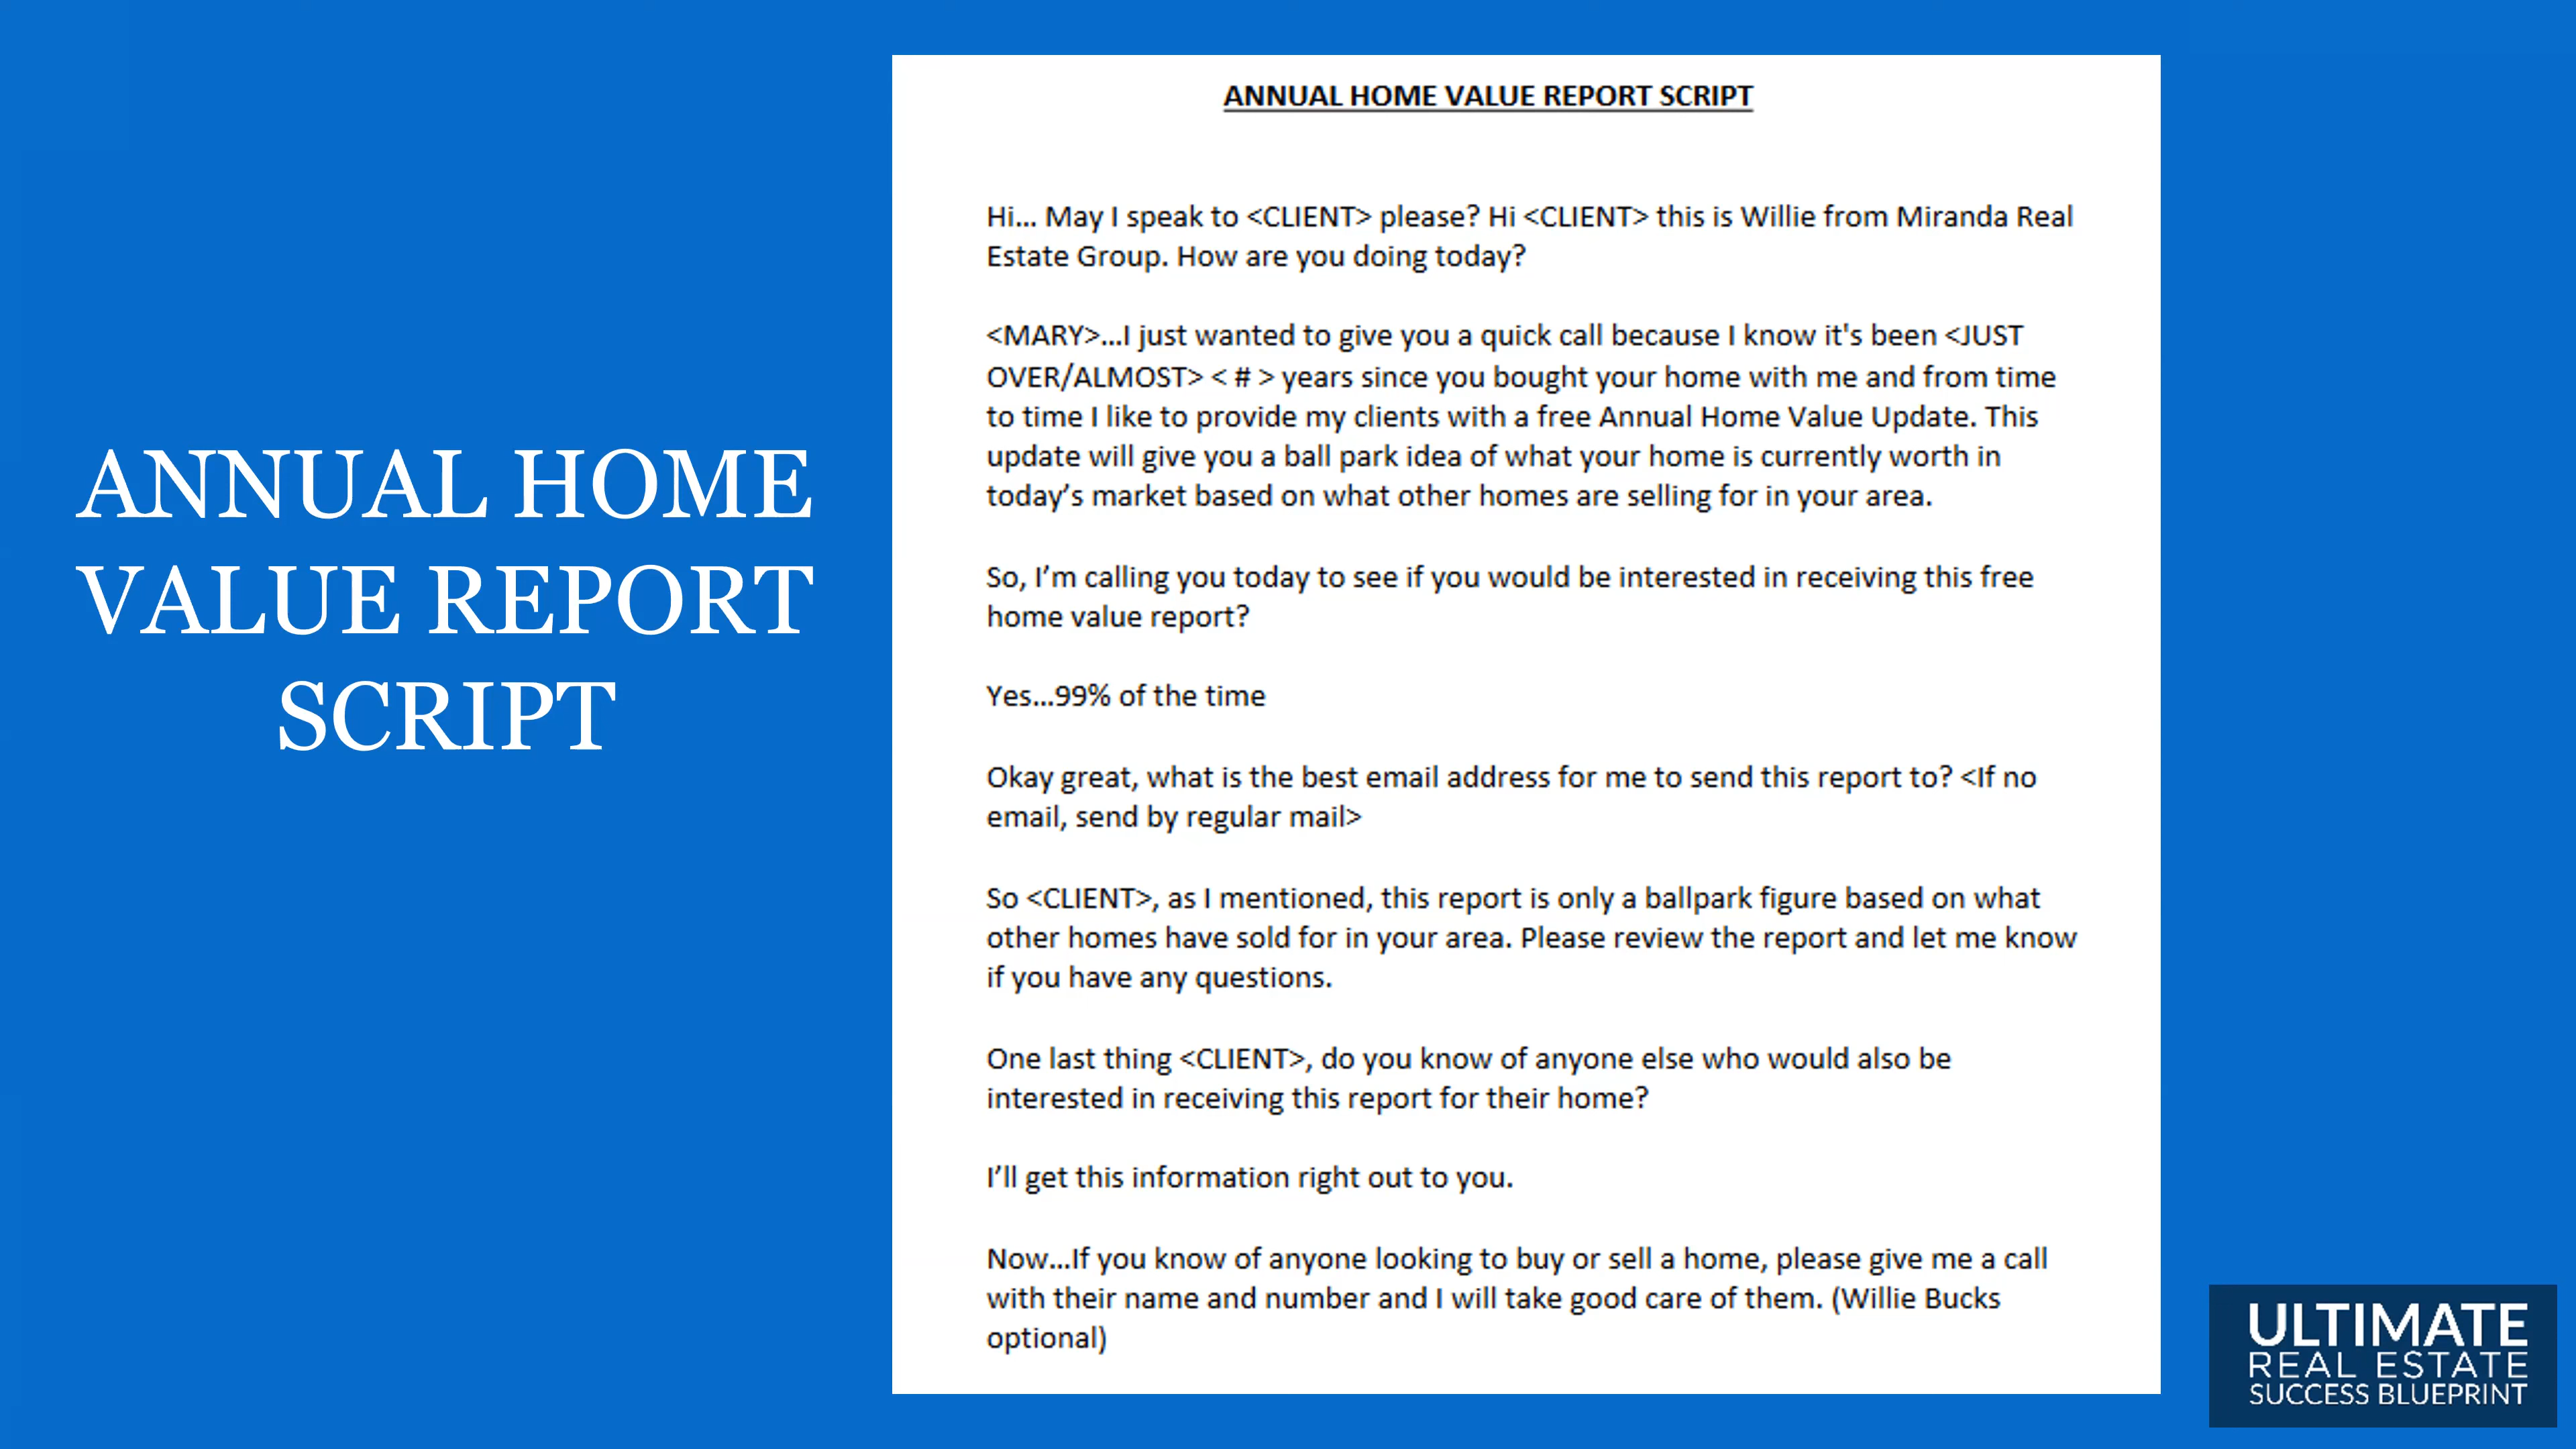 ANNUAL HOME
VALUE REPORT
SCRIPT
ANNUAL HOME VALUE REPORT SCRIPT
Hi... May I speak to <CLIENT> please? Hi <CLIENT> this is Willie from Miranda Real
Estate Group. How are you doing today?
<MARY>...I just wanted to give you a quick call because I know it's been <JUST
OVER/ALMOST> < # > years since you bought your home with me and from time
to time I like to provide my clients with a free Annual Home Value Update. This
update will give you a ball park idea of what your home is currently worth in
today’s market based on what other homes are selling for in your area.
So, I’m calling you today to see if you would be interested in receiving this free
home value report?
Yes...99% of the time
Okay great, what is the best email address for me to send this report to? <If no
email, send by regular mail>
So <CLIENT>, as I mentioned, this report is only a ballpark figure based on what
other homes have sold for in your area. Please review the report and let me know
if you have any questions.
One last thing <CLIENT>, do you know of anyone else who would also be
interested in receiving this report for their home?
I’ll get this information right out to you.
Now...If you know of anyone looking to buy or sell a home, please give me a call
with their name and number and I will take good care of them. (Willie Bucks
optional)
ULTIMATE
REAL ESTATE
SUCCESS BLUEPRINT